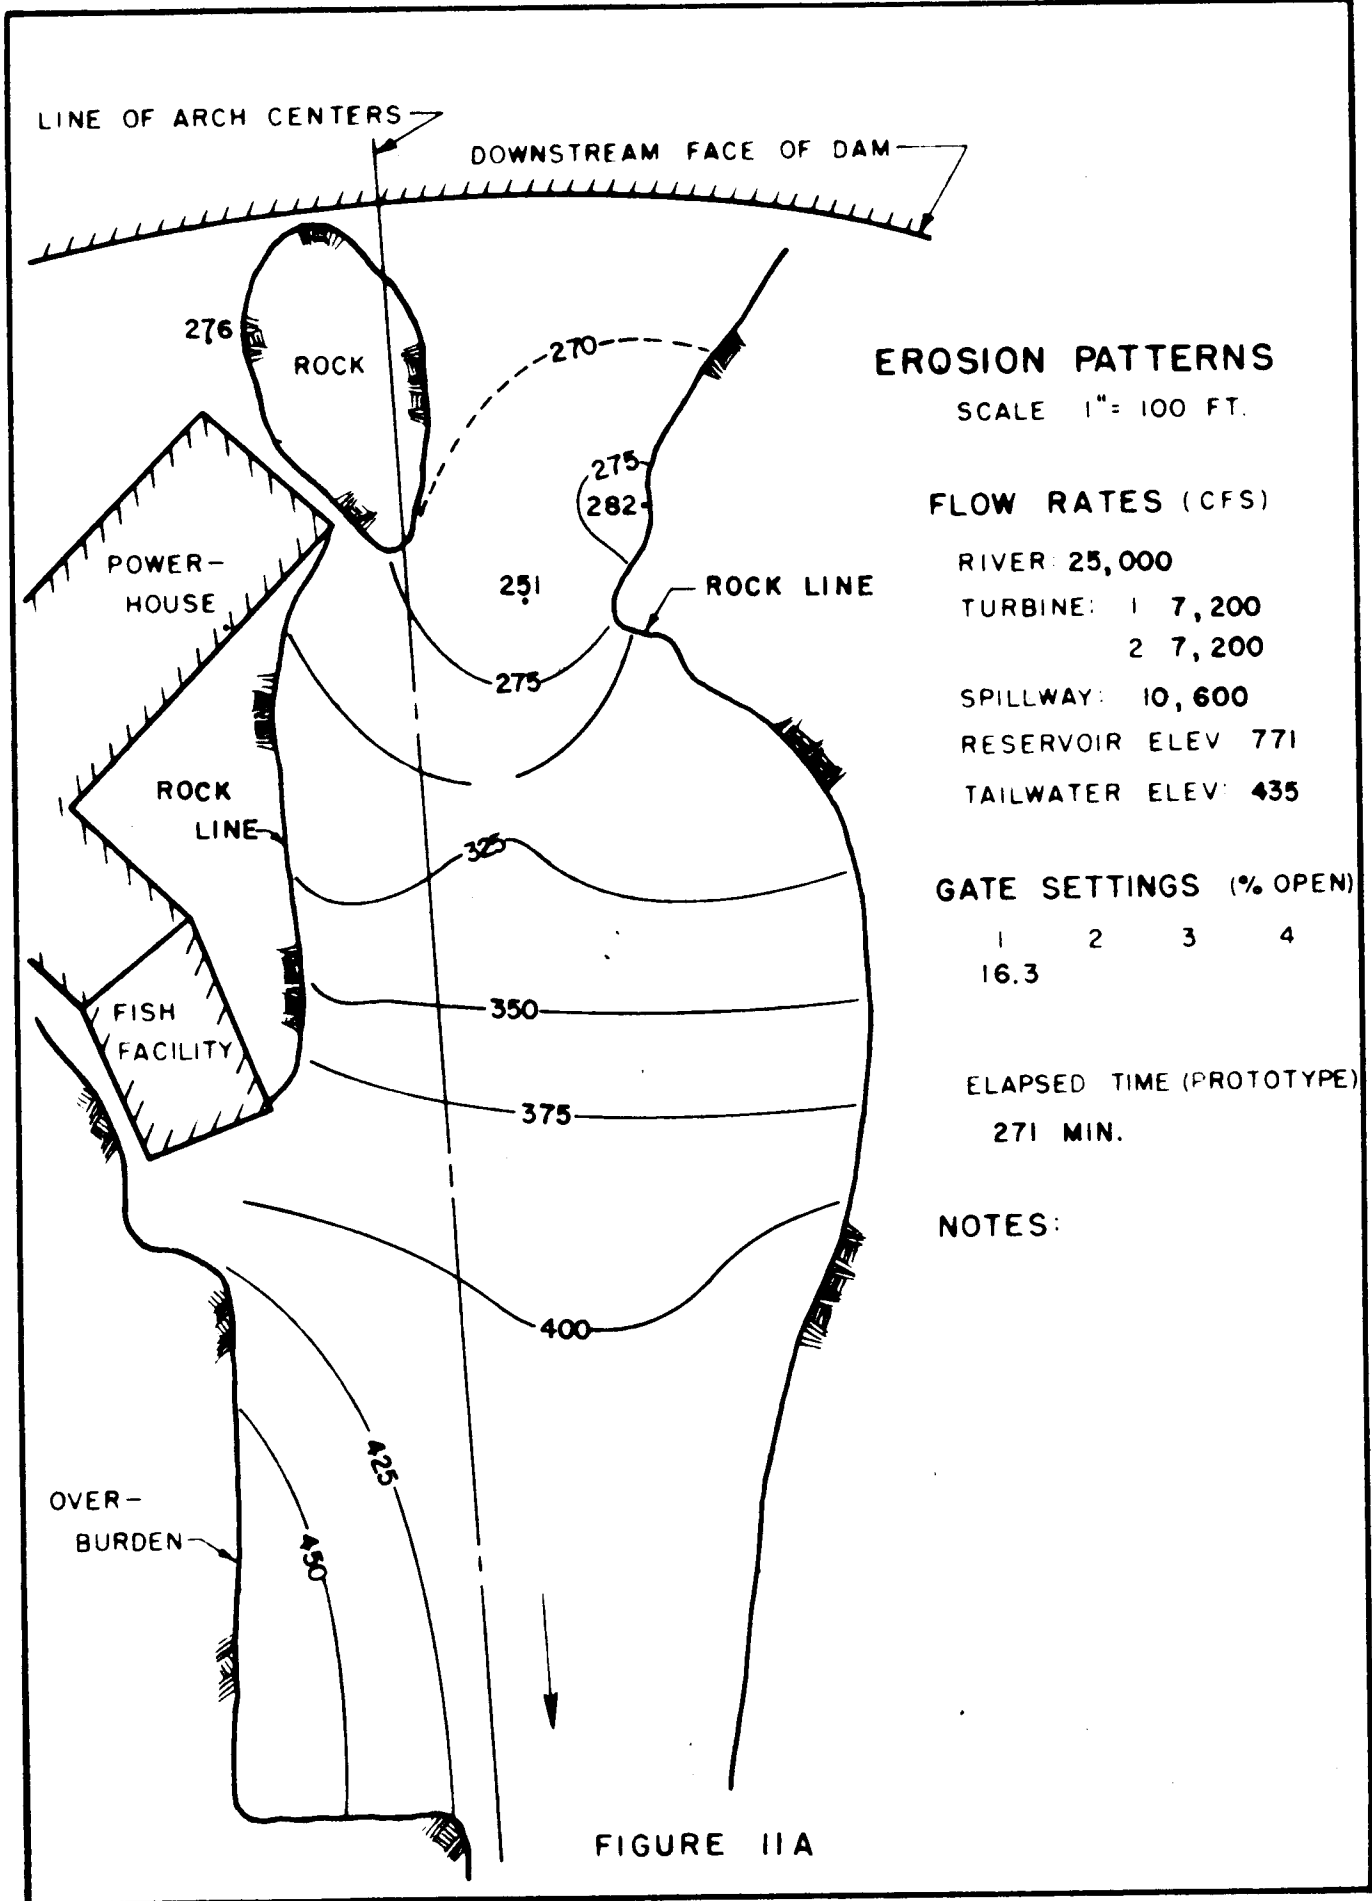 LINE OF ARCH CENTERS
DOWNSTREAM FACE OF DAM
276
ROCK
270
EROSION PATTERNS
SCALE 1"= 100 FT.
275
282
FLOW RATES (CFS)
POWER-
HOUSE
251
ROCK LINE
RIVER: 25,000
TURBINE: 1 7,200
2 7,200
275
SPILLWAY: 10,600
RESERVOIR ELEV 771
TAILWATER ELEV: 435
ROCK
LINE
325
GATE SETTINGS (% OPEN)
1 2 3 4
16.3
350
FISH
FACILITY
ELAPSED TIME (PROTOTYPE)
271 MIN.
375
NOTES:
400
425
OVER-
BURDEN
450
FIGURE 11A